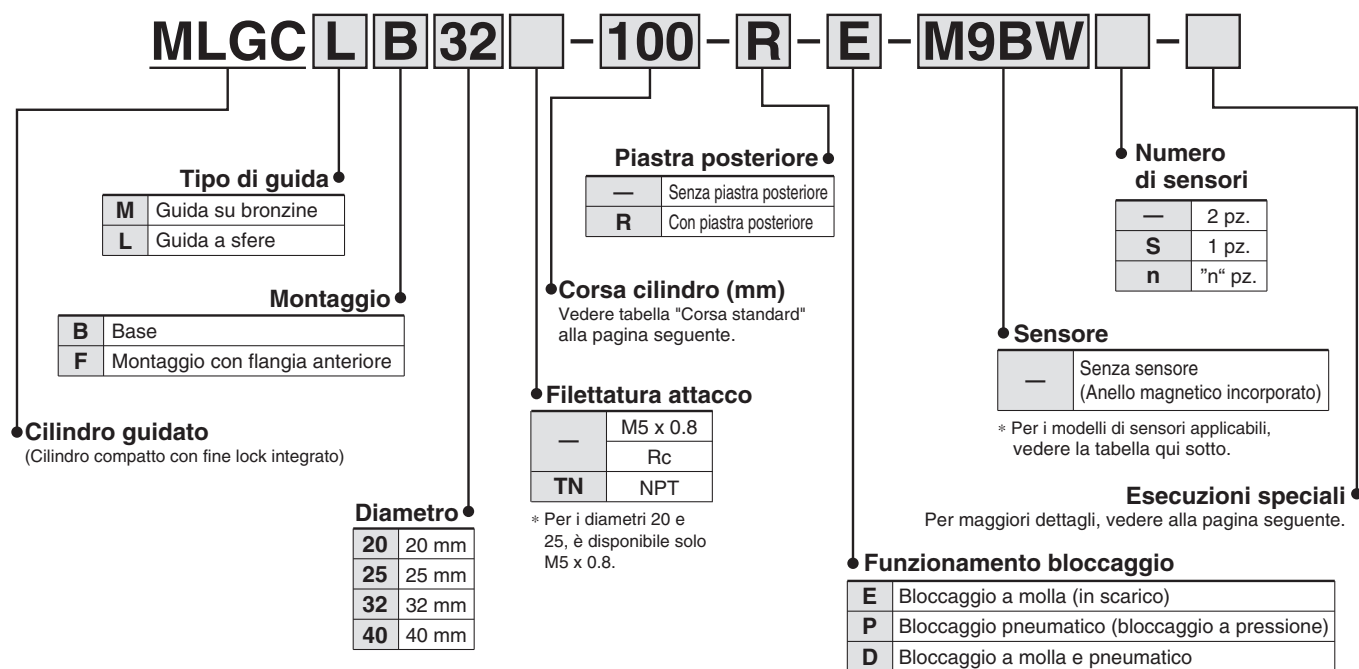 MLGC L B 32 – 100 – R – E – M9BW –
Tipo di guida
M Guida su bronzine
L Guida a sfere
Montaggio
B Base
F Montaggio con flangia anteriore
Cilindro guidato
(Cilindro compatto con fine lock integrato)
Diametro
20 20 mm
25 25 mm
32 32 mm
40 40 mm
Piastra posteriore
— Senza piastra posteriore
R Con piastra posteriore
Corsa cilindro (mm)
Vedere tabella "Corsa standard"
alla pagina seguente.
Filettatura attacco
— M5 x 0.8
Rc
TN NPT
* Per i diametri 20 e
25, è disponibile solo
M5 x 0.8.
Numero
di sensori
— 2 pz.
S 1 pz.
n ”n“ pz.
Sensore
— Senza sensore
(Anello magnetico incorporato)
* Per i modelli di sensori applicabili,
vedere la tabella qui sotto.
Esecuzioni speciali
Per maggiori dettagli, vedere alla pagina seguente.
Funzionamento bloccaggio
E Bloccaggio a molla (in scarico)
P Bloccaggio pneumatico (bloccaggio a pressione)
D Bloccaggio a molla e pneumatico